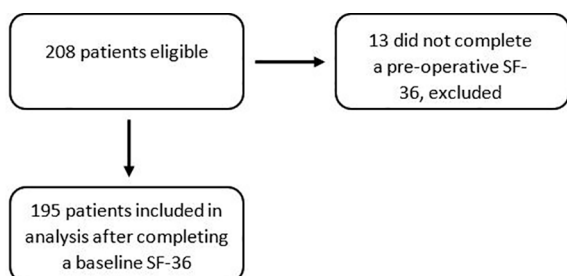 208 patients eligible
13 did not complete
a pre-operative SF-
36, excluded
195 patients included in
analysis after completing
a baseline SF-36